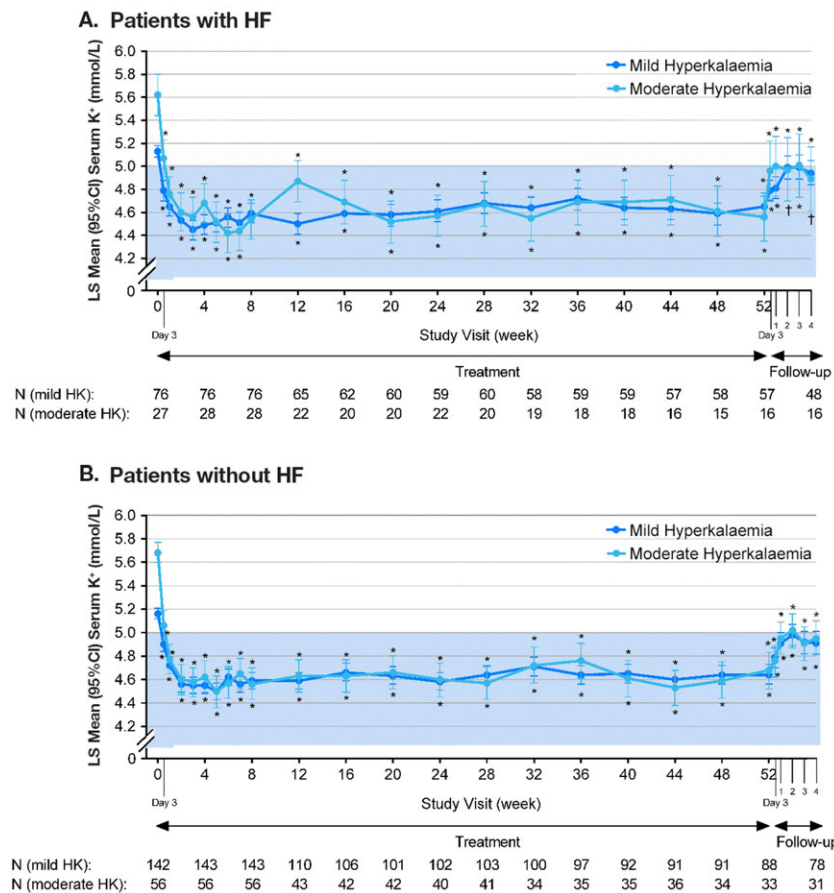 A. Patients with HF
LS Mean (95%CI) Serum K+ (mmol/L)
6.0
5.8
5.6
5.4
5.2
5.0
4.8
4.6
4.4
4.2
0
Mild Hyperkalaemia
Moderate Hyperkalaemia
0 4 8 12 16 20 24 28 32 36 40 44 48 52 1 2 3 4
Day 3 Day 3
Study Visit (week)
Treatment Follow-up
N (mild HK): 76 76 76 65 62 60 59 60 58 59 59 57 58 57 48
N (moderate HK): 27 28 28 22 20 20 22 20 19 18 18 16 15 16 16
B. Patients without HF
LS Mean (95%CI) Serum K+ (mmol/L)
6.0
5.8
5.6
5.4
5.2
5.0
4.8
4.6
4.4
4.2
0
Mild Hyperkalaemia
Moderate Hyperkalaemia
0 4 8 12 16 20 24 28 32 36 40 44 48 52 1 2 3 4
Day 3 Day 3
Study Visit (week)
Treatment Follow-up
N (mild HK): 142 143 143 110 106 101 102 103 100 97 92 91 91 88 78
N (moderate HK): 56 56 56 43 42 42 40 41 34 35 35 36 34 33 31